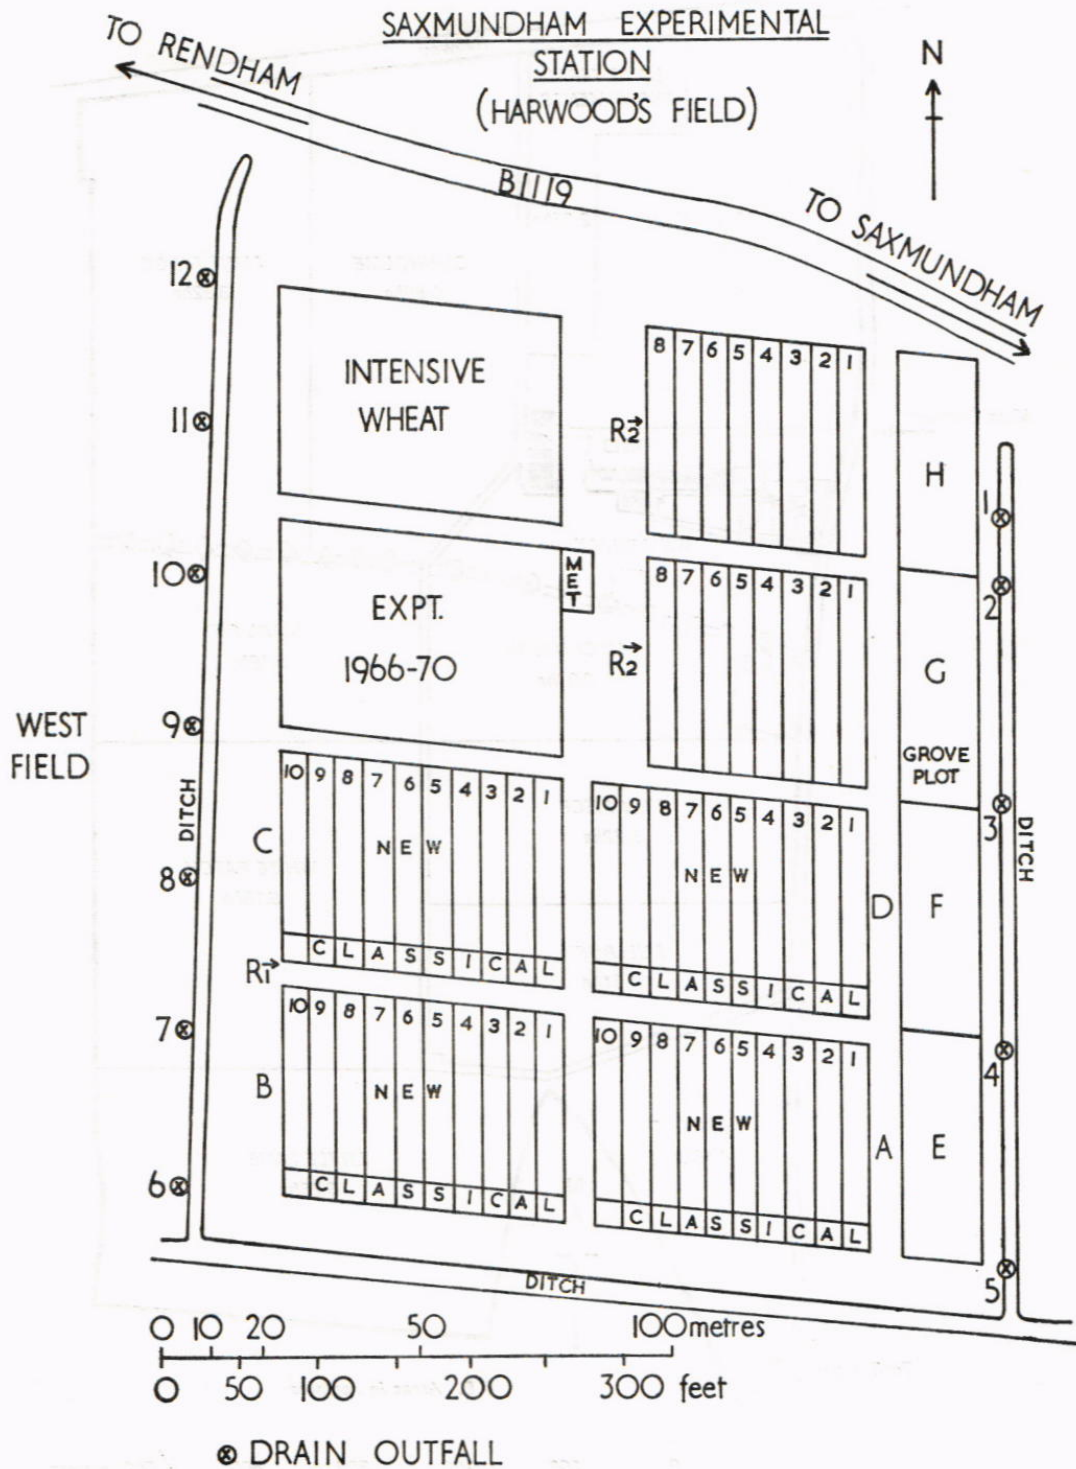 SAXMUNDHAM EXPERIMENTAL
STATION
(HARWOOD'S FIELD)
N
TO RENDHAM
B1119
TO SAXMUNDHAM
12
11
10
9
8
7
6
WEST
FIELD
DITCH
INTENSIVE
WHEAT
EXPT.
1966-70
MET
R2
8 7 6 5 4 3 2 1
R2
8 7 6 5 4 3 2 1
H
G
GROVE
PLOT
F
E
1
2
3
4
5
DITCH
C
10 9 8 7 6 5 4 3 2 1
NEW
CLASSICAL
D
10 9 8 7 6 5 4 3 2 1
NEW
CLASSICAL
R1
B
10 9 8 7 6 5 4 3 2 1
NEW
CLASSICAL
A
10 9 8 7 6 5 4 3 2 1
NEW
CLASSICAL
DITCH
0 10 20 50 100 metres
0 50 100 200 300 feet
DRAIN OUTFALL